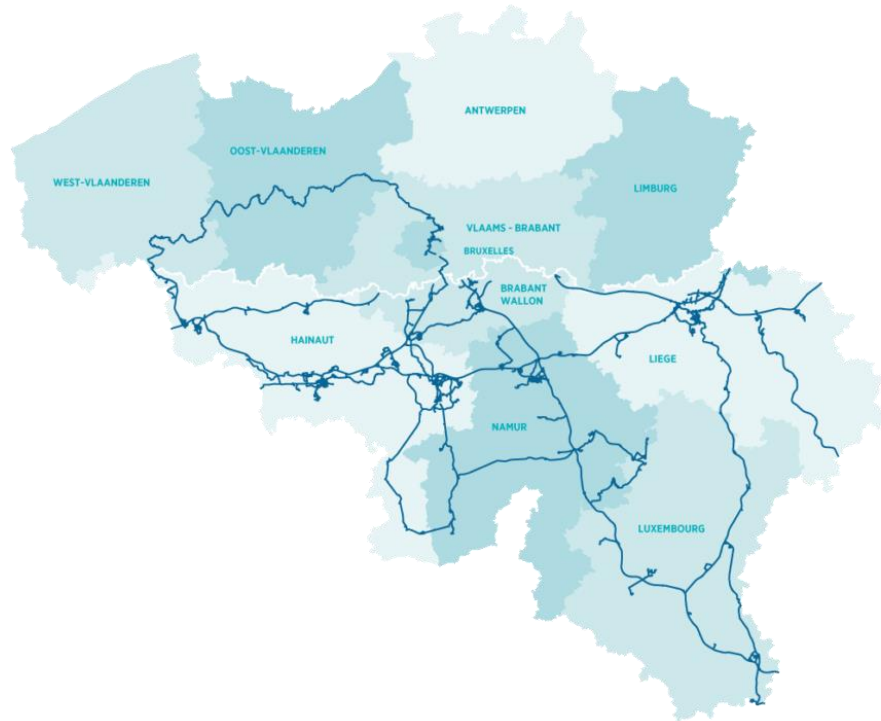 ANTWERPEN
OOST-VLAANDEREN
WEST-VLAANDEREN
LIMBURG
VLAAMS - BRABANT
BRUXELLES
BRABANT
WALLON
HAINAUT
LIEGE
NAMUR
LUXEMBOURG